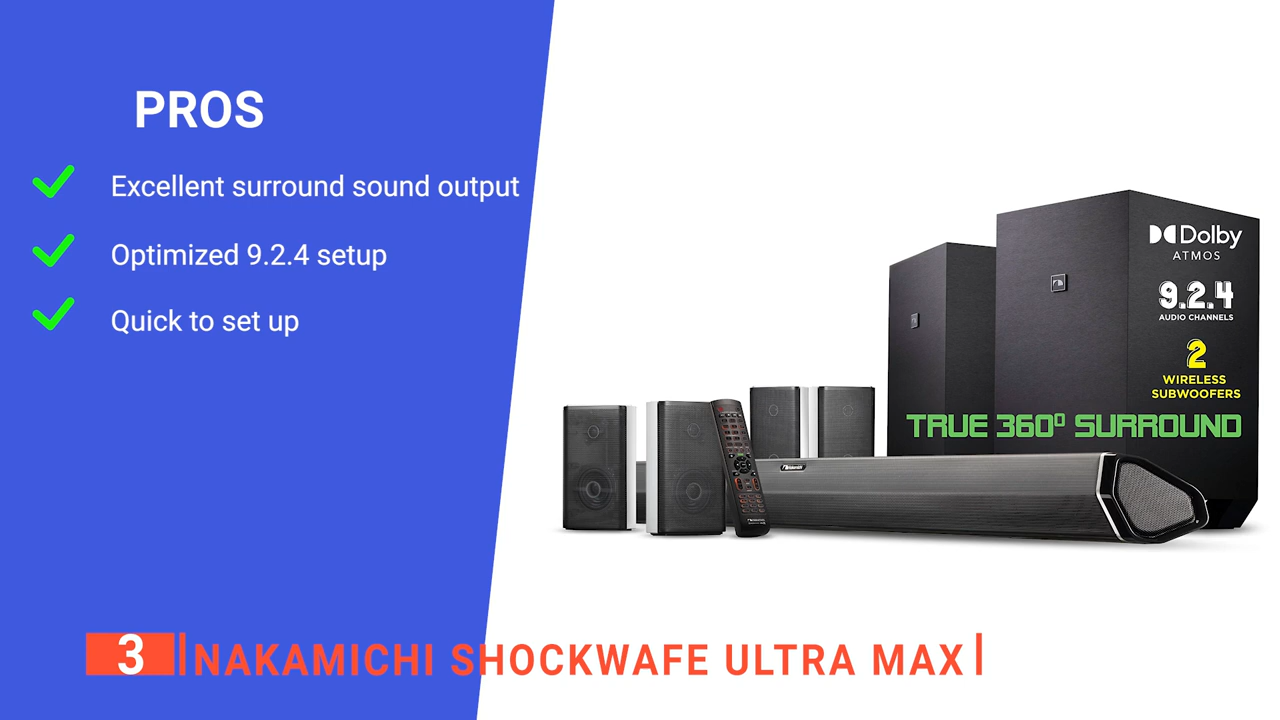 PROS
Excellent surround sound output
Optimized 9.2.4 setup
Quick to set up
Dolby
ATMOS
9.2.4
AUDIO CHANNELS
2
WIRELESS
SUBWOOFERS
TRUE 360° SURROUND
Nakamichi
3
NAKAMICHI SHOCKWAFE ULTRA MAX